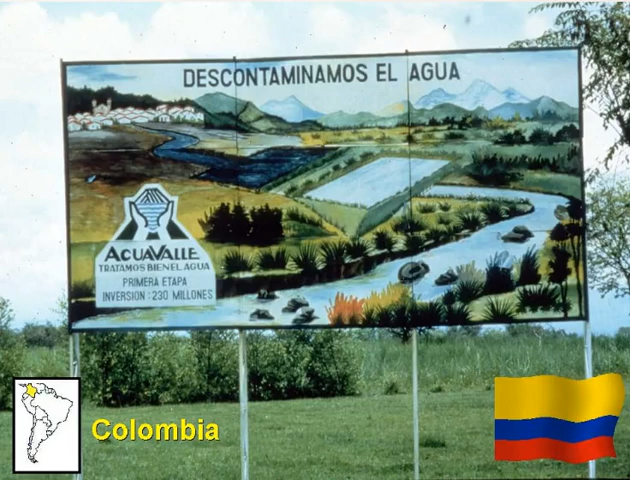 DESCONTAMINAMOS EL AGUA
ACUAVALLE
TRATAMOS BIEN EL AGUA
PRIMERA ETAPA
INVERSION : 230 MILLONES
Colombia